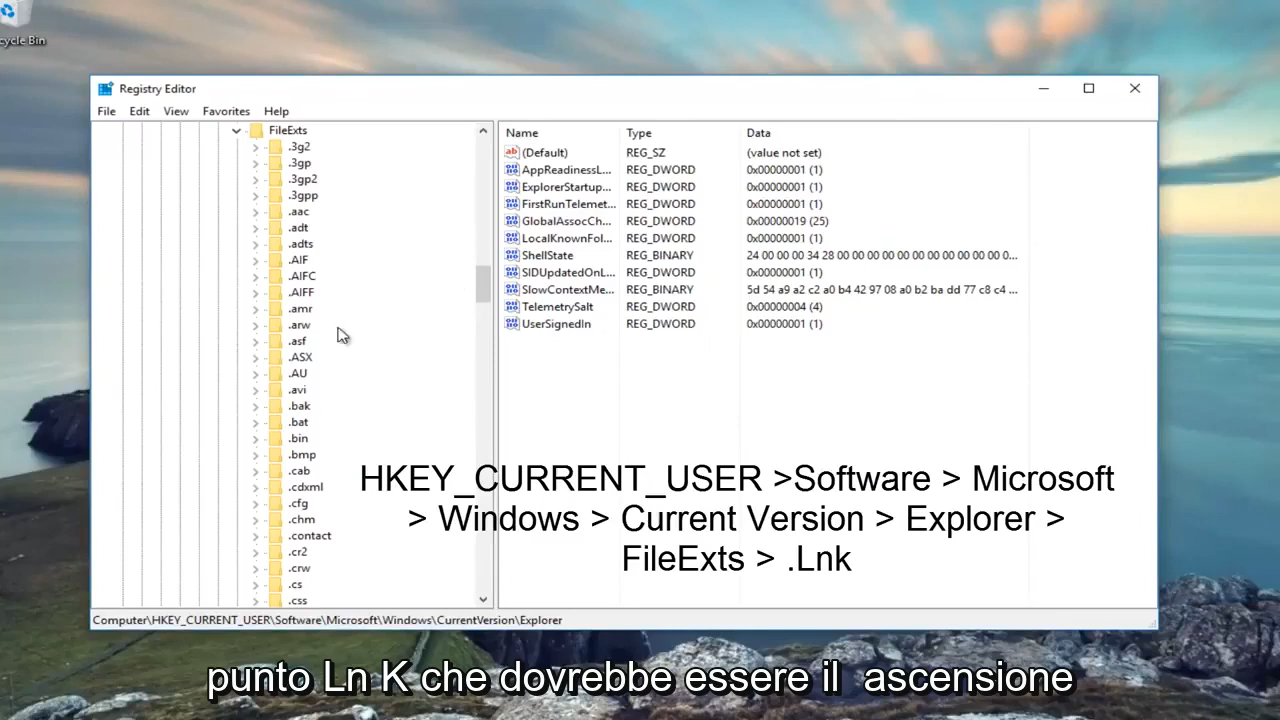 cycle Bin
Registry Editor
File Edit View Favorites Help
FileExts
.3g2
.3gp
.3gp2
.3gpp
.aac
.adt
.adts
.AIF
.AIFC
.AIFF
.amr
.arw
.asf
.ASX
.AU
.avi
.bak
.bat
.bin
.bmp
.cab
.cdxml
.cfg
.chm
.contact
.cr2
.crw
.cs
.css
Name Type Data
(Default) REG_SZ (value not set)
AppReadinessL... REG_DWORD 0x00000001 (1)
ExplorerStartup... REG_DWORD 0x00000001 (1)
FirstRunTelemet... REG_DWORD 0x00000001 (1)
GlobalAssocCh... REG_DWORD 0x00000019 (25)
LocalKnownFol... REG_DWORD 0x00000001 (1)
ShellState REG_BINARY 24 00 00 00 34 28 00 00 00 00 00 00 00 00 00 00 0...
SIDUpdatedOnL... REG_DWORD 0x00000001 (1)
SlowContextMe... REG_BINARY 5d 54 a9 a2 c2 a0 b4 42 97 08 a0 b2 ba dd 77 c8 c4 ...
TelemetrySalt REG_DWORD 0x00000004 (4)
UserSignedIn REG_DWORD 0x00000001 (1)
HKEY_CURRENT_USER >Software > Microsoft
> Windows > Current Version > Explorer >
FileExts > .Lnk
Computer\HKEY_CURRENT_USER\Software\Microsoft\Windows\CurrentVersion\Explorer
punto Ln K che dovrebbe essere il ascensione